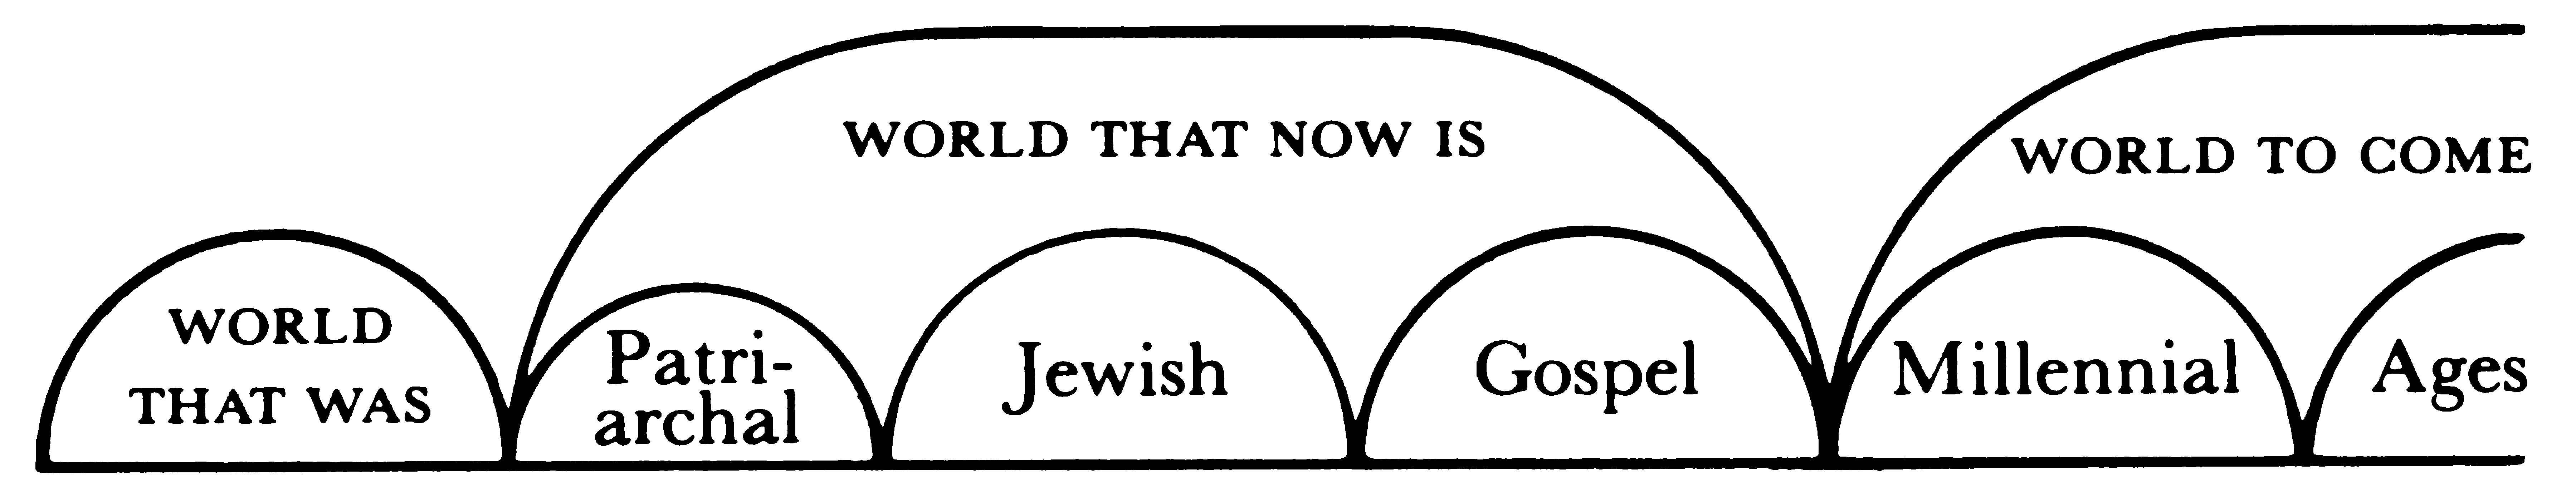 WORLD THAT NOW IS
WORLD TO COME
WORLD
THAT WAS
Patri-
archal
Jewish
Gospel
Millennial
Ages